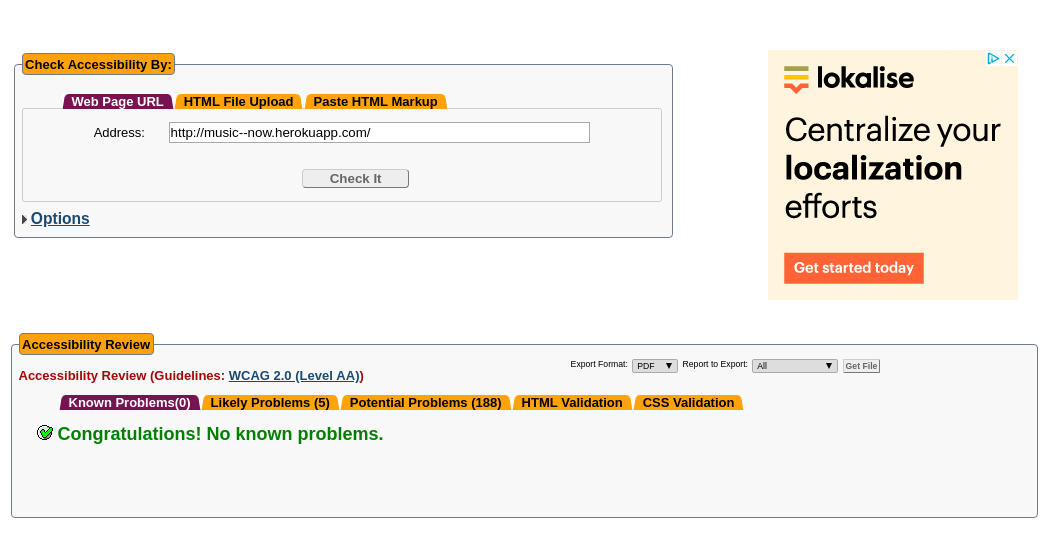 Check Accessibility By:
Web Page URL HTML File Upload Paste HTML Markup
Address: http://music--now.herokuapp.com/
Check It
Options
lokalise
Centralize your
localization
efforts
Get started today
Accessibility Review
Export Format: PDF Report to Export: All Get File
Accessibility Review (Guidelines: WCAG 2.0 (Level AA))
Known Problems(0) Likely Problems (5) Potential Problems (188) HTML Validation CSS Validation
Congratulations! No known problems.